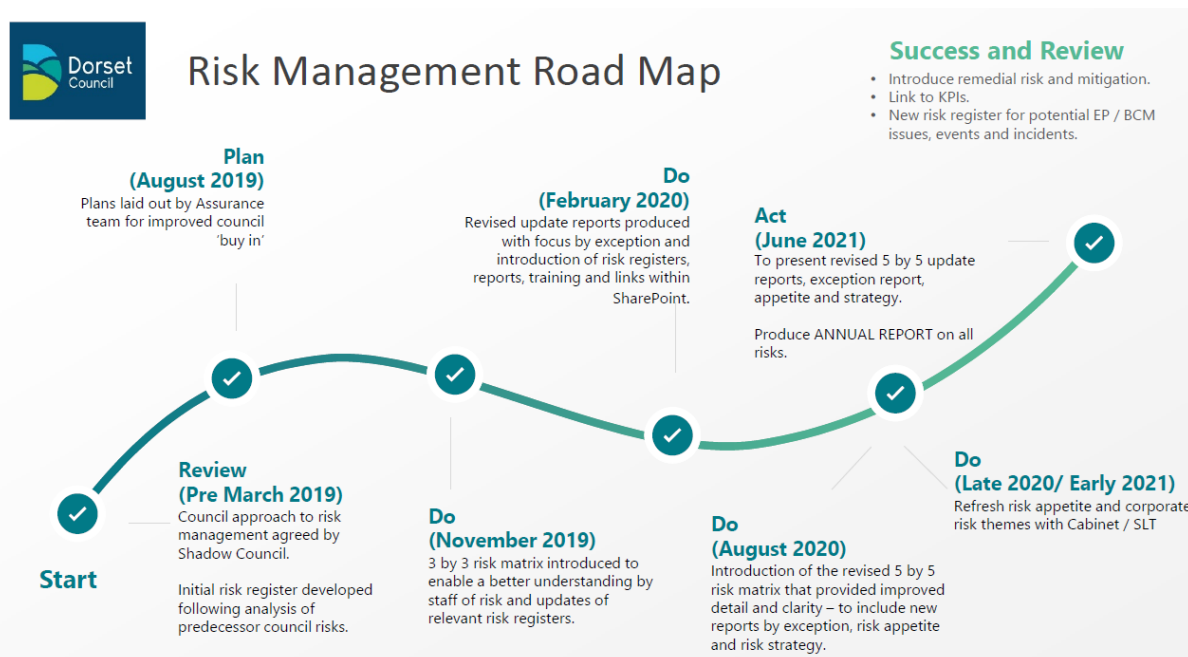 Dorset
Council
Risk Management Road Map
Success and Review
• Introduce remedial risk and mitigation.
• Link to KPIs.
• New risk register for potential EP / BCM
issues, events and incidents.
Plan
(August 2019)
Plans laid out by Assurance
team for improved council
‘buy in’
Do
(February 2020)
Revised update reports produced
with focus by exception and
introduction of risk registers,
reports, training and links within
SharePoint.
Act
(June 2021)
To present revised 5 by 5 update
reports, exception report,
appetite and strategy.
Produce ANNUAL REPORT on all
risks.
Start
Review
(Pre March 2019)
Council approach to risk
management agreed by
Shadow Council.
Initial risk register developed
following analysis of
predecessor council risks.
Do
(November 2019)
3 by 3 risk matrix introduced to
enable a better understanding by
staff of risk and updates of
relevant risk registers.
Do
(August 2020)
Introduction of the revised 5 by 5
risk matrix that provided improved
detail and clarity – to include new
reports by exception, risk appetite
and risk strategy.
Do
(Late 2020/ Early 2021)
Refresh risk appetite and corporate
risk themes with Cabinet / SLT